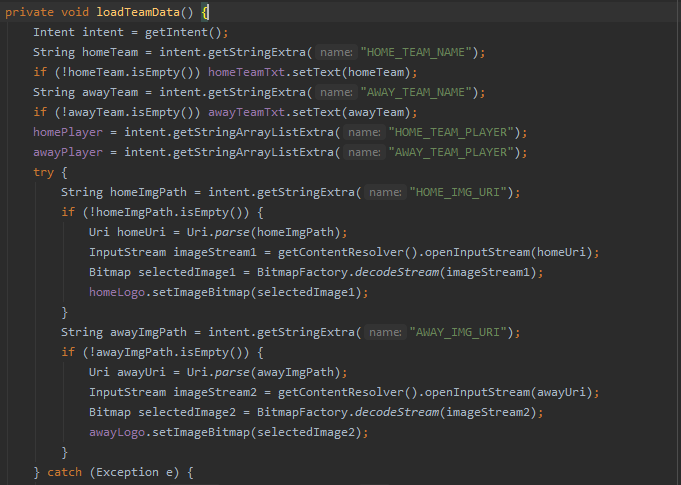 private void loadTeamData() {
Intent intent = getIntent();
String homeTeam = intent.getStringExtra( name: "HOME_TEAM_NAME");
if (!homeTeam.isEmpty()) homeTeamTxt.setText(homeTeam);
String awayTeam = intent.getStringExtra( name: "AWAY_TEAM_NAME");
if (!awayTeam.isEmpty()) awayTeamTxt.setText(awayTeam);
homePlayer = intent.getStringArrayListExtra( name: "HOME_TEAM_PLAYER");
awayPlayer = intent.getStringArrayListExtra( name: "AWAY_TEAM_PLAYER");
try {
String homeImgPath = intent.getStringExtra( name: "HOME_IMG_URI");
if (!homeImgPath.isEmpty()) {
Uri homeUri = Uri.parse(homeImgPath);
InputStream imageStream1 = getContentResolver().openInputStream(homeUri);
Bitmap selectedImage1 = BitmapFactory.decodeStream(imageStream1);
homeLogo.setImageBitmap(selectedImage1);
}
String awayImgPath = intent.getStringExtra( name: "AWAY_IMG_URI");
if (!awayImgPath.isEmpty()) {
Uri awayUri = Uri.parse(awayImgPath);
InputStream imageStream2 = getContentResolver().openInputStream(awayUri);
Bitmap selectedImage2 = BitmapFactory.decodeStream(imageStream2);
awayLogo.setImageBitmap(selectedImage2);
}
} catch (Exception e) {